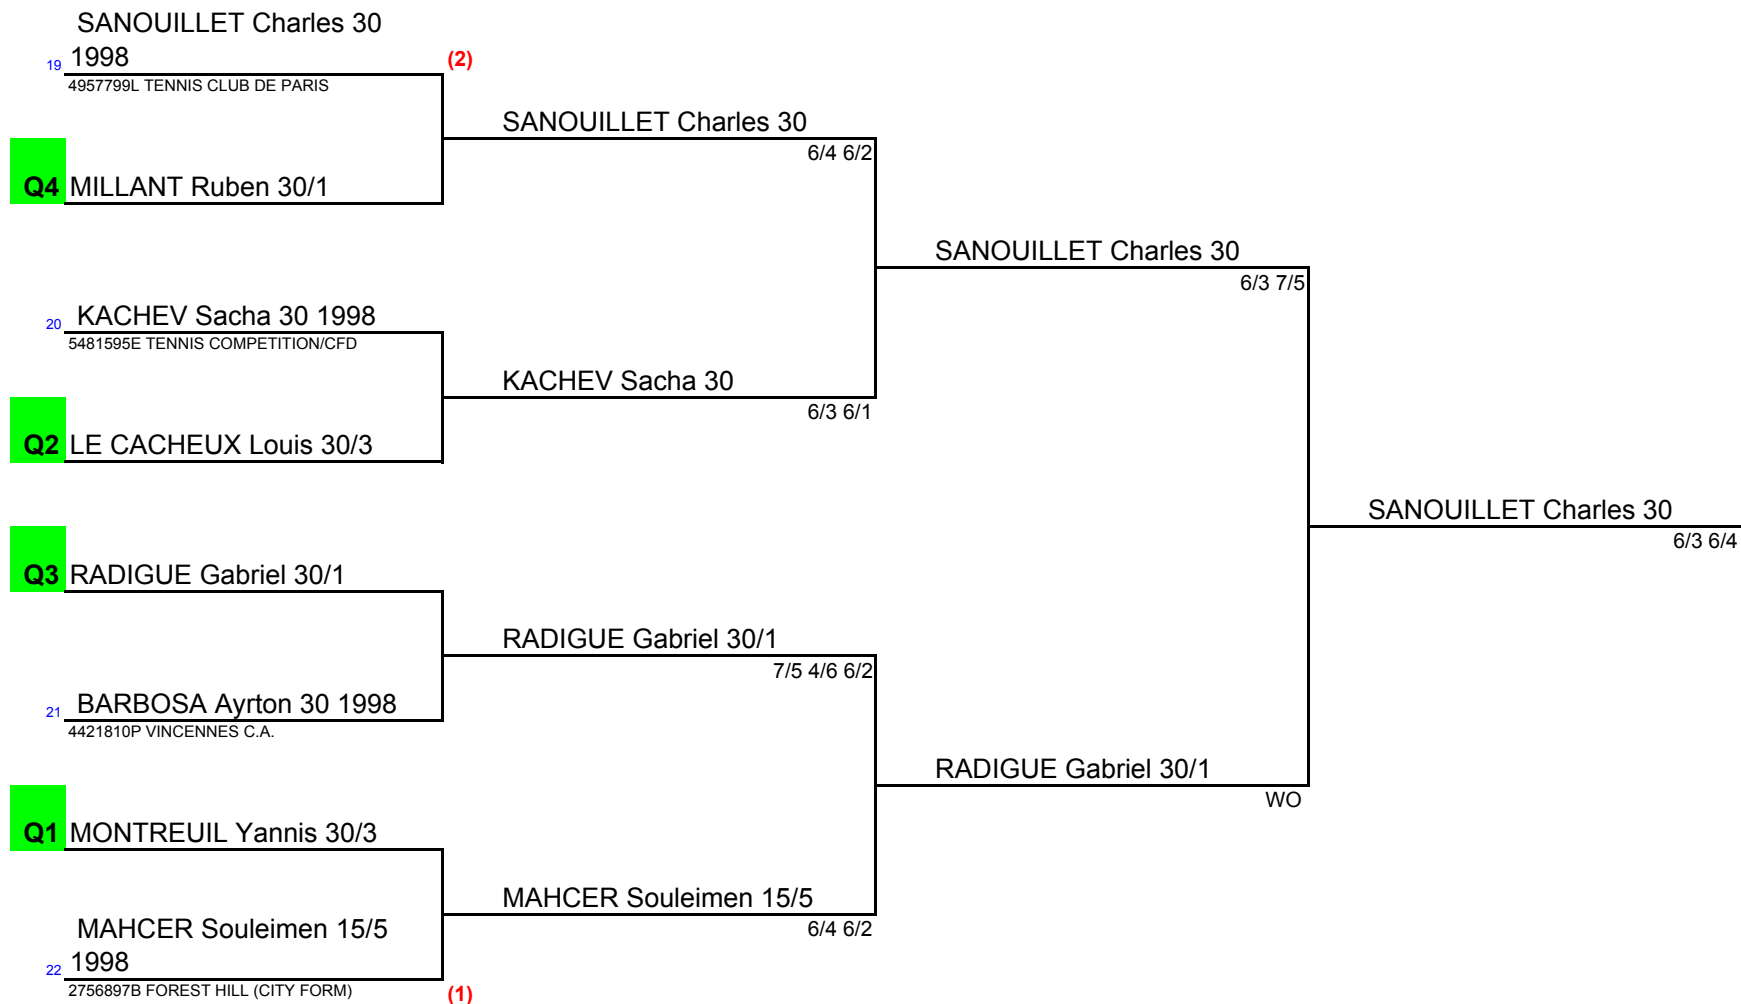 SANOUILLET Charles 30
19 1998 (2)
4957799L TENNIS CLUB DE PARIS
SANOUILLET Charles 30
6/4 6/2
Q4 MILLANT Ruben 30/1
SANOUILLET Charles 30
6/3 7/5
20 KACHEV Sacha 30 1998
5481595E TENNIS COMPETITION/CFD
KACHEV Sacha 30
6/3 6/1
Q2 LE CACHEUX Louis 30/3
SANOUILLET Charles 30
6/3 6/4
Q3 RADIGUE Gabriel 30/1
RADIGUE Gabriel 30/1
7/5 4/6 6/2
21 BARBOSA Ayrton 30 1998
4421810P VINCENNES C.A.
RADIGUE Gabriel 30/1
WO
Q1 MONTREUIL Yannis 30/3
MAHCER Souleimen 15/5
6/4 6/2
MAHCER Souleimen 15/5
22 1998
2756897B FOREST HILL (CITY FORM) (1)